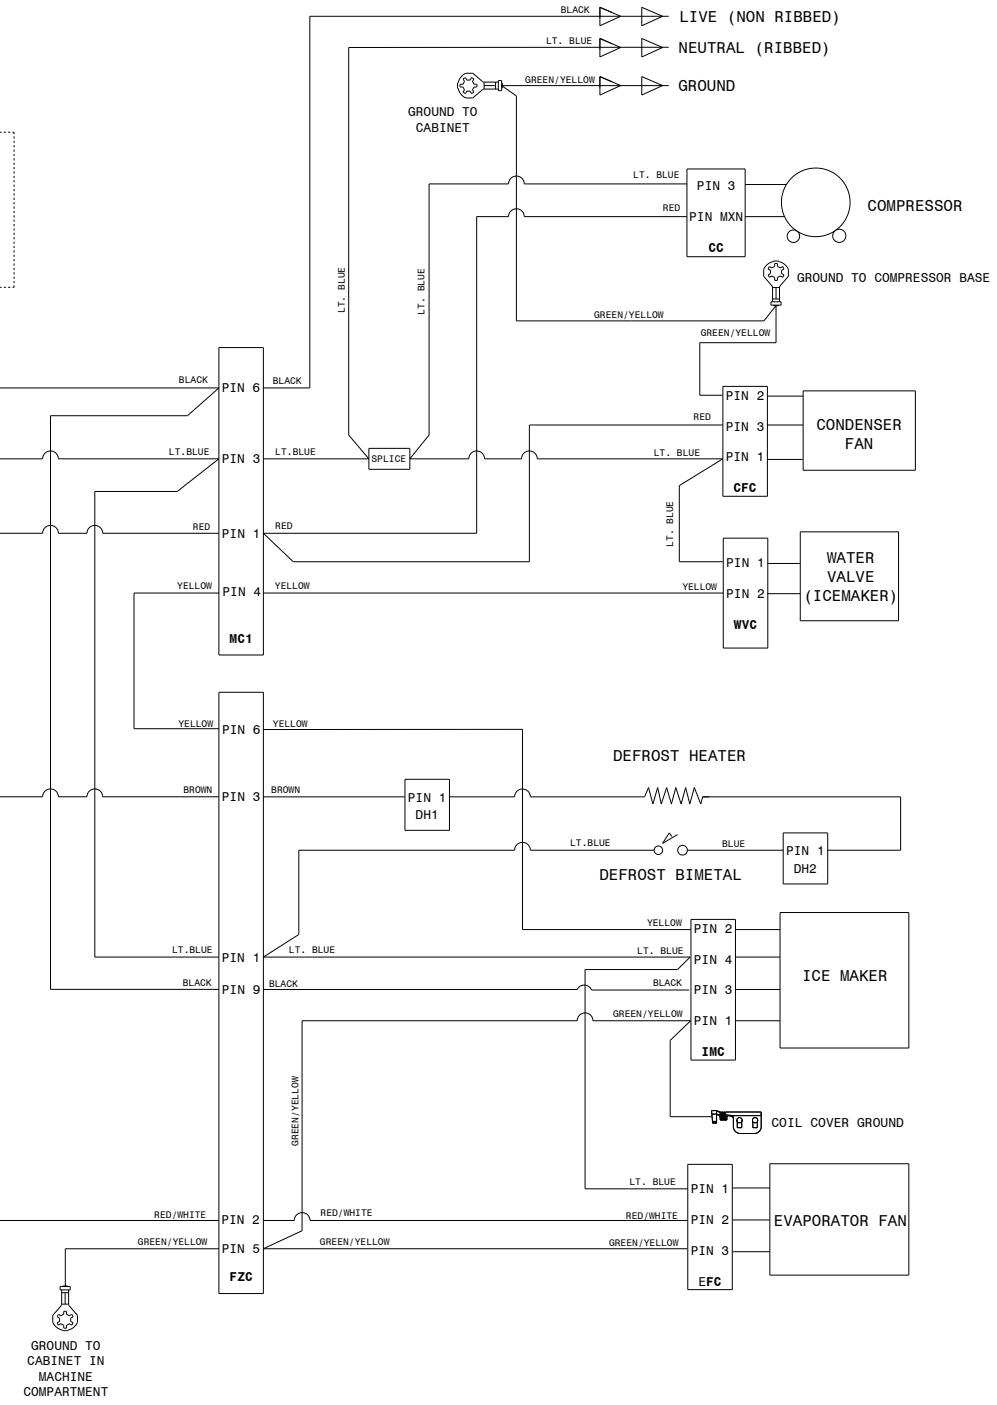 BLACK
LIVE (NON RIBBED)
LT. BLUE
NEUTRAL (RIBBED)
GREEN/YELLOW
GROUND
GROUND TO
CABINET
LT. BLUE
PIN 3
RED
PIN MXN
CC
COMPRESSOR
GROUND TO COMPRESSOR BASE
LT. BLUE
LT. BLUE
GREEN/YELLOW
GREEN/YELLOW
BLACK
PIN 6
BLACK
PIN 2
RED
PIN 3
CONDENSER
FAN
LT.BLUE
PIN 3
LT.BLUE
SPLICE
LT. BLUE
PIN 1
CFC
LT. BLUE
RED
PIN 1
RED
PIN 1
WATER
VALVE
(ICEMAKER)
YELLOW
PIN 4
YELLOW
YELLOW
PIN 2
MC1
WVC
YELLOW
PIN 6
YELLOW
DEFROST HEATER
BROWN
PIN 3
BROWN
PIN 1
DH1
LT.BLUE
BLUE
PIN 1
DH2
DEFROST BIMETAL
YELLOW
PIN 2
LT.BLUE
PIN 1
LT. BLUE
LT. BLUE
PIN 4
ICE MAKER
BLACK
PIN 9
BLACK
BLACK
PIN 3
GREEN/YELLOW
PIN 1
IMC
GREEN/YELLOW
COIL COVER GROUND
LT. BLUE
PIN 1
RED/WHITE
PIN 2
RED/WHITE
RED/WHITE
PIN 2
EVAPORATOR FAN
GREEN/YELLOW
PIN 5
GREEN/YELLOW
GREEN/YELLOW
PIN 3
FZC
EFC
GROUND TO
CABINET IN
MACHINE
COMPARTMENT